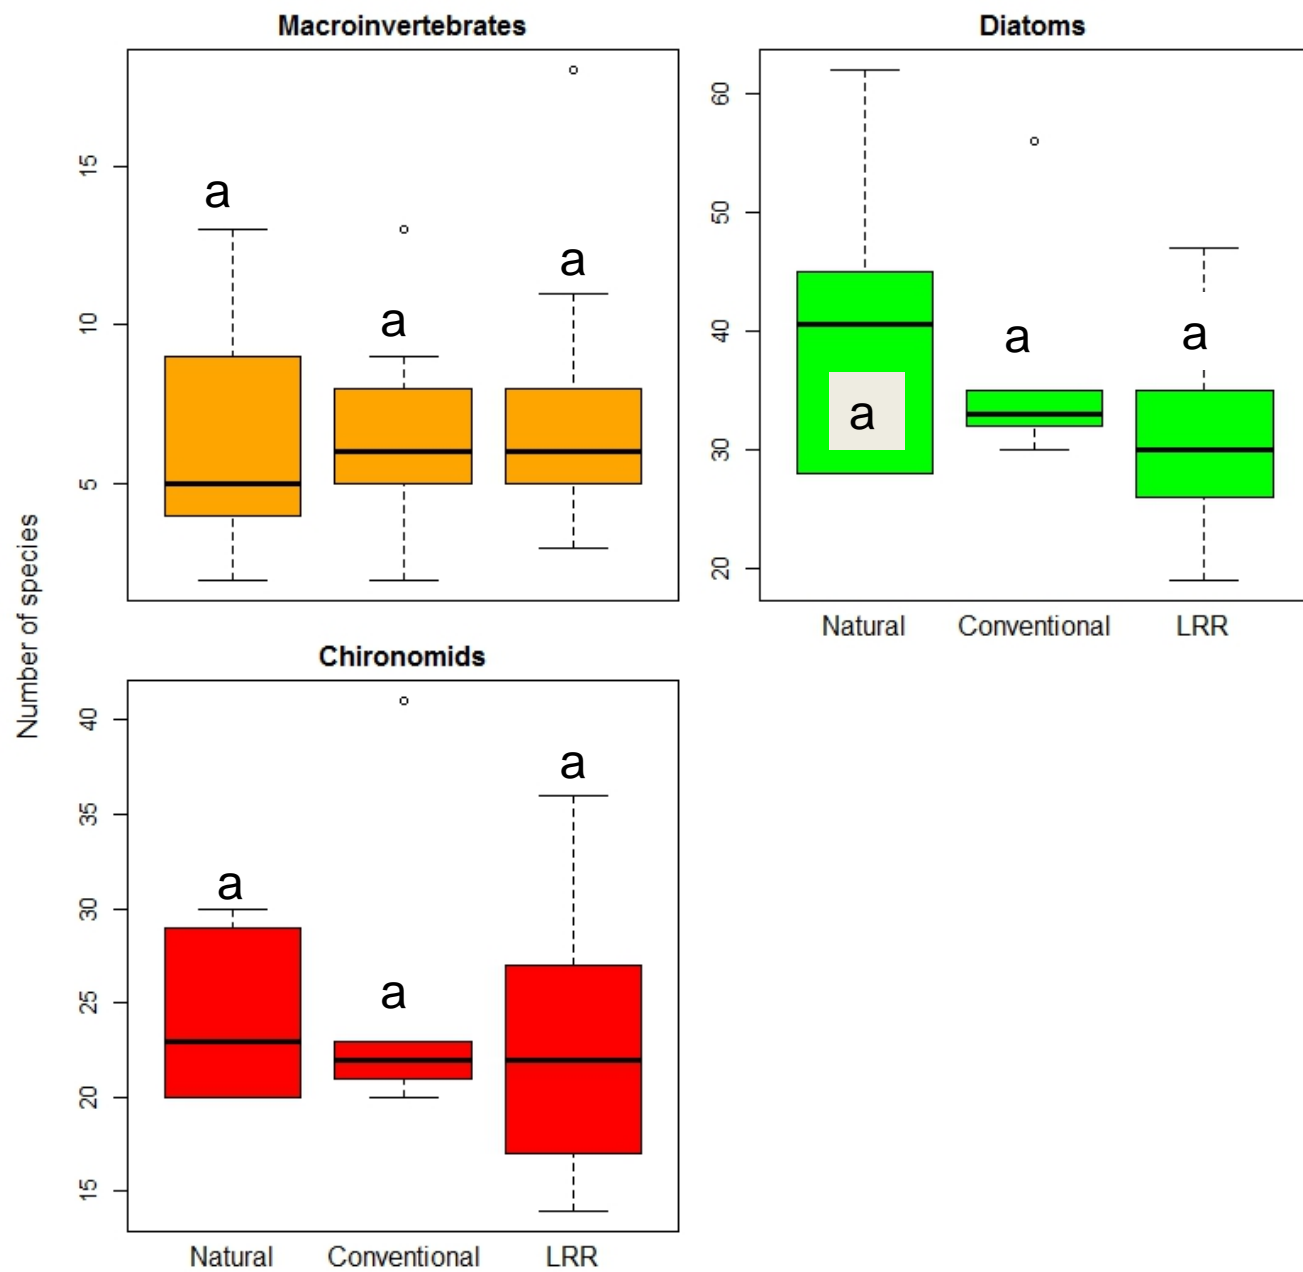 Macroinvertebrates
15
10
5
a
a
a
Diatoms
60
50
40
30
20
a
a
a
Natural Conventional LRR
Number of species
Chironomids
40
35
30
25
20
15
a
a
a
Natural Conventional LRR